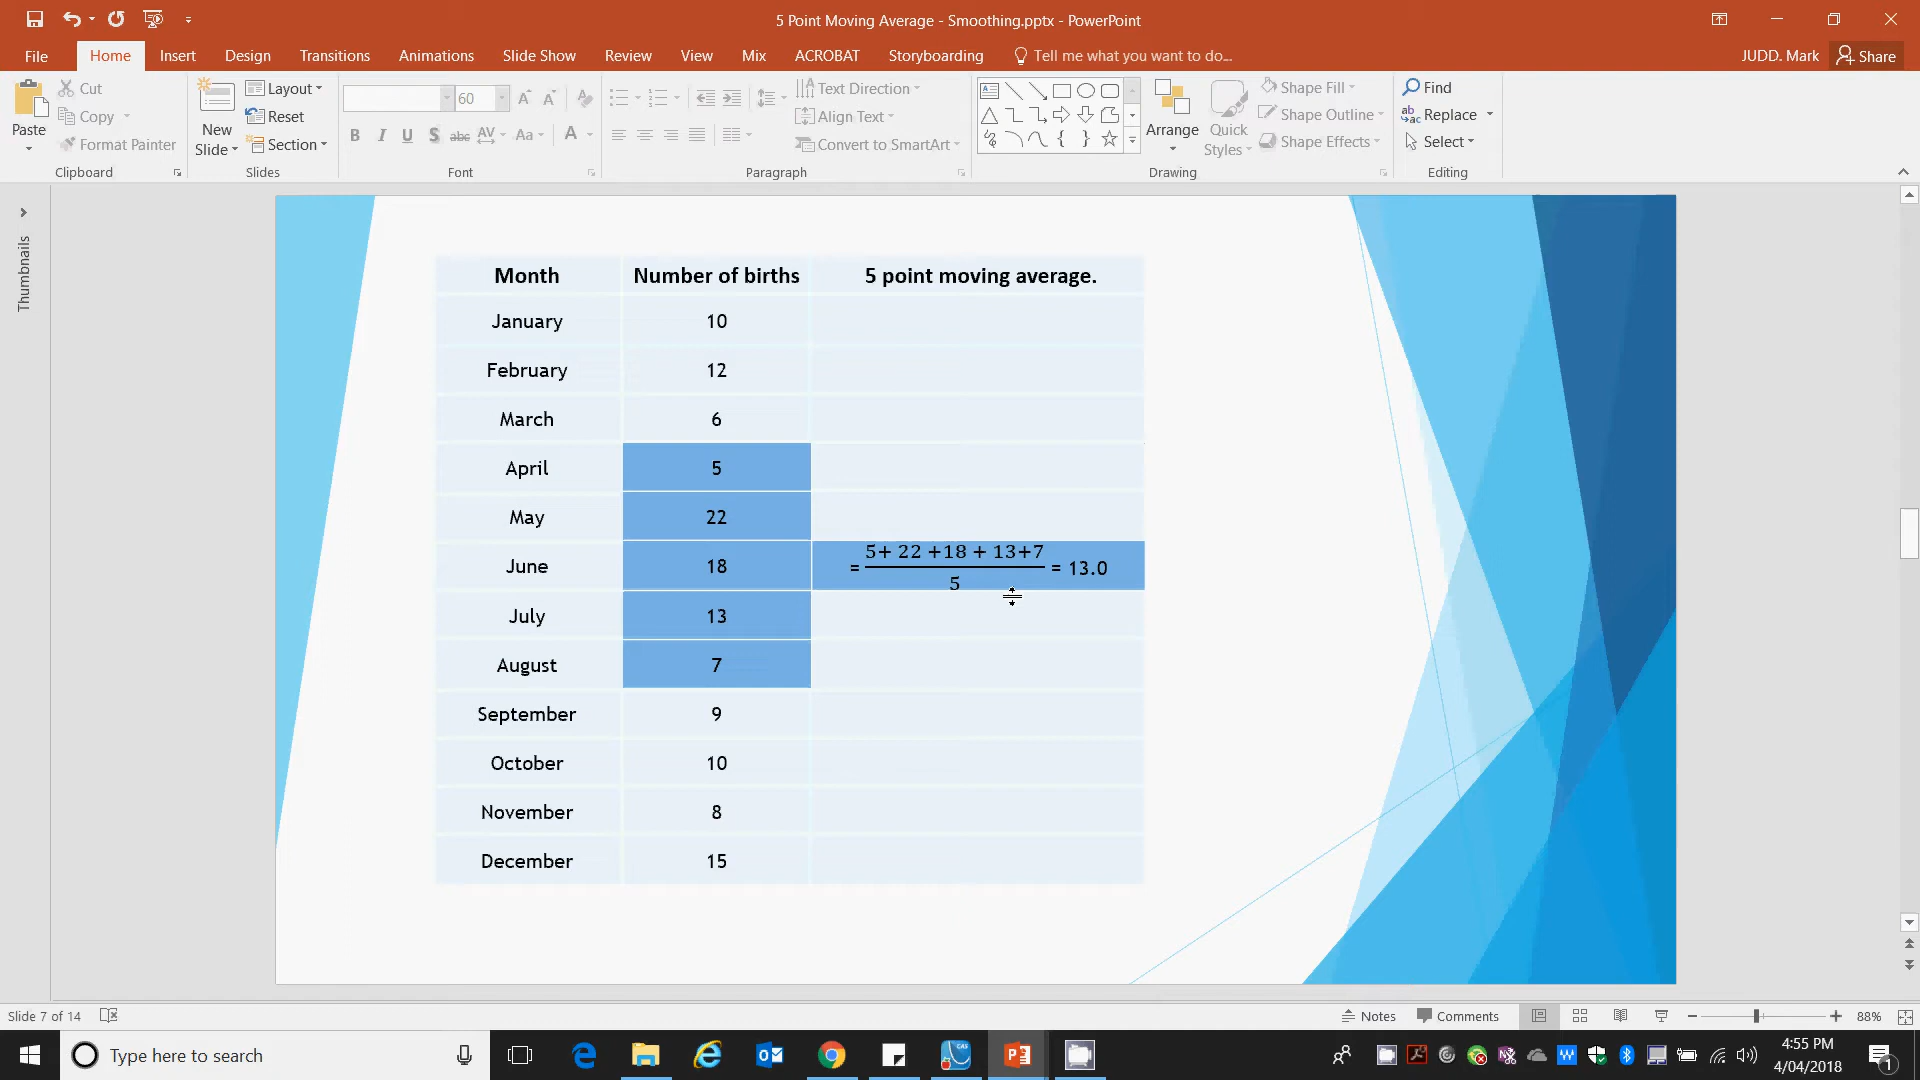 5 Point Moving Average - Smoothing.pptx - PowerPoint
File Home Insert Design Transitions Animations Slide Show Review View Mix ACROBAT Storyboarding Tell me what you want to do... JUDD. Mark Share
Paste
Cut
Copy
Format Painter
Clipboard
New Slide
Layout
Reset
Section
Slides
60
B I U S abc AV Aa A
Font
Text Direction
Align Text
Convert to SmartArt
Paragraph
Arrange
Quick Styles
Shape Fill
Shape Outline
Shape Effects
Drawing
Find
Replace
Select
Editing
Thumbnails
Month Number of births 5 point moving average.
January 10
February 12
March 6
April 5
May 22
June 18 = 5+ 22 +18 + 13+7 / 5 = 13.0
July 13
August 7
September 9
October 10
November 8
December 15
Slide 7 of 14 Notes Comments 88%
Type here to search
4:55 PM
4/04/2018
1